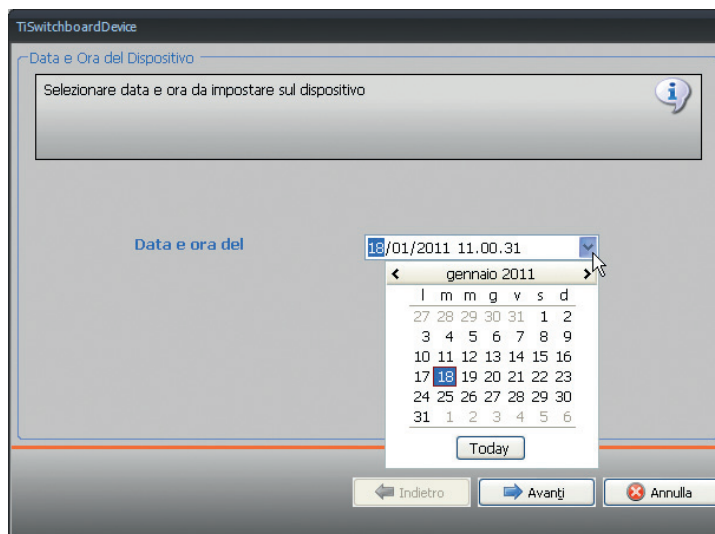 TiSwitchboardDevice
Data e Ora del Dispositivo
Selezionare data e ora da impostare sul dispositivo
Data e ora del
18/01/2011 11.00.31
gennaio 2011
l m m g v s d
27 28 29 30 31 1 2
3 4 5 6 7 8 9
10 11 12 13 14 15 16
17 18 19 20 21 22 23
24 25 26 27 28 29 30
31 1 2 3 4 5 6
Today
Indietro
Avanti
Annulla